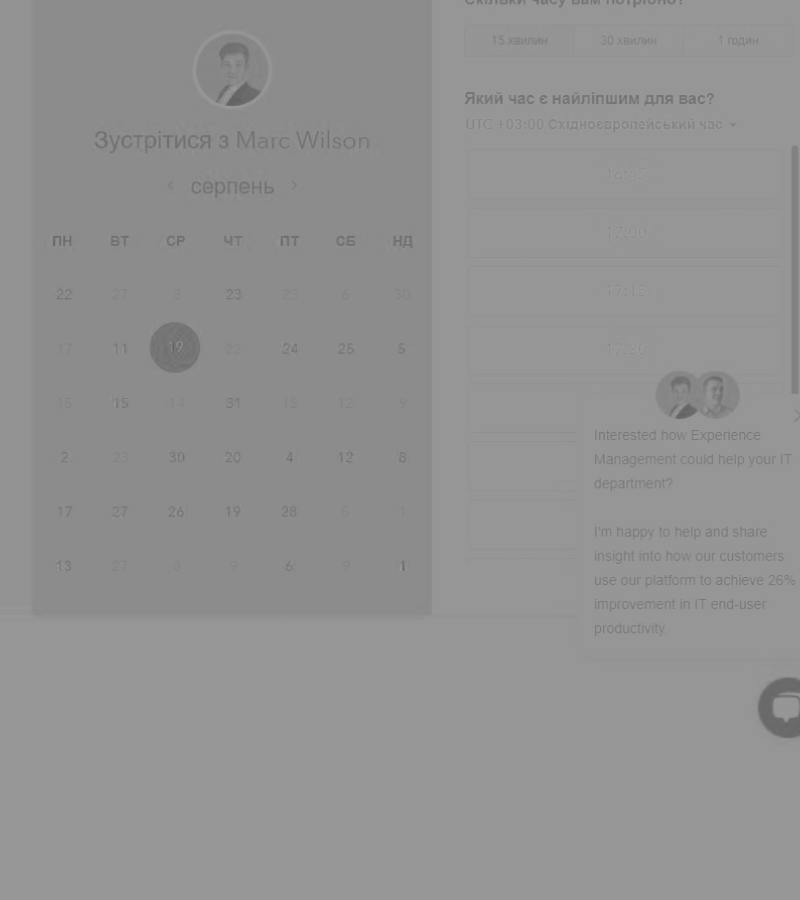 Скільки часу вам потрібно?
15 хвилин 30 хвилин 1 годин
Зустрітися з Marc Wilson
серпень
ПН ВТ СР ЧТ ПТ СБ НД
22 27 3 23 23 6 30
17 11 19 22 24 25 5
15 15 14 31 15 12 9
2 23 30 20 4 12 8
17 27 26 19 28 5 1
13 27 8 9 6 9 1
Який час є найліпшим для вас?
UTC +03:00 Східноєвропейський час
17:00
17:15
17:30
Interested how Experience
Management could help your IT
department?
I'm happy to help and share
insight into how our customers
use our platform to achieve 26%
improvement in IT end-user
productivity.